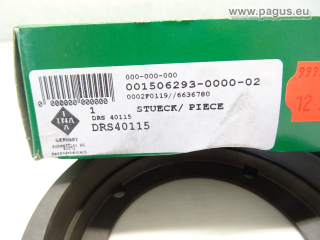 www.pagus.eu
000-000-000
001506293-0000-02
0002F0119//6636780
0 000000 000000
1 STUECK/ PIECE
DRS 40115
DRS40115
INA
GERMANY
999
12.